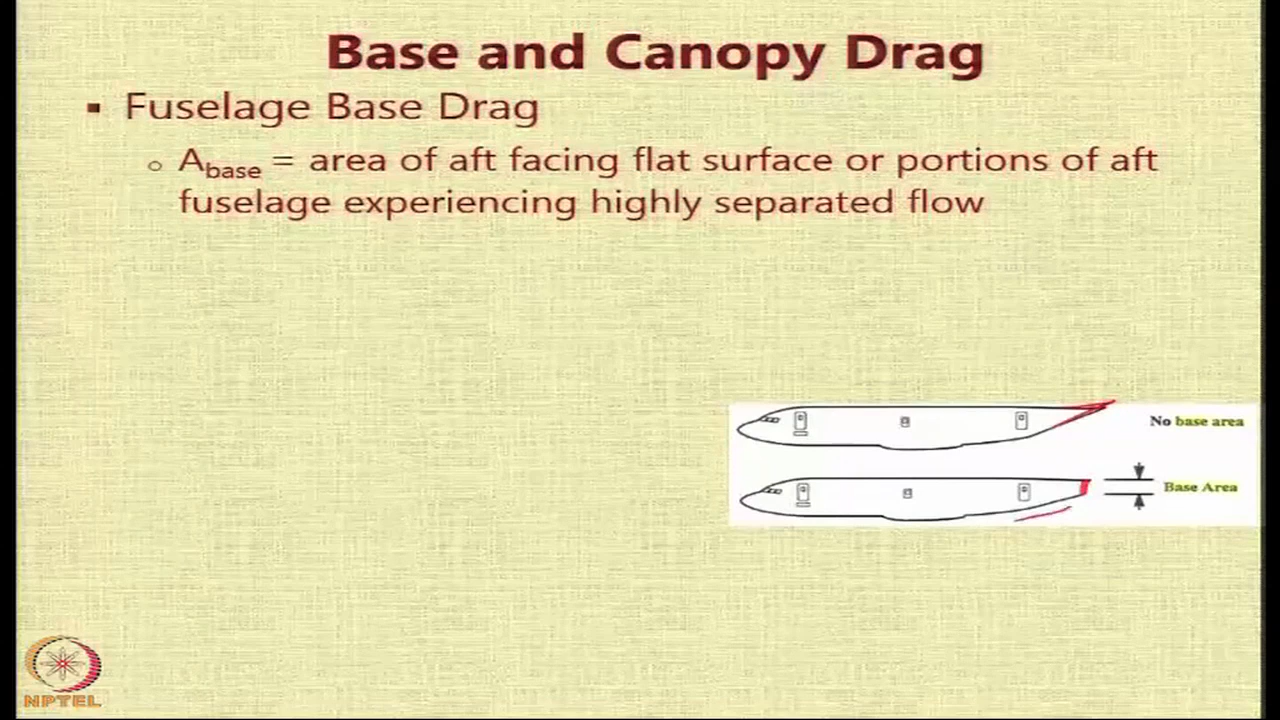 Base and Canopy Drag
▪ Fuselage Base Drag
○ Abase = area of aft facing flat surface or portions of aft
fuselage experiencing highly separated flow
No base area
Base Area
NPTEL